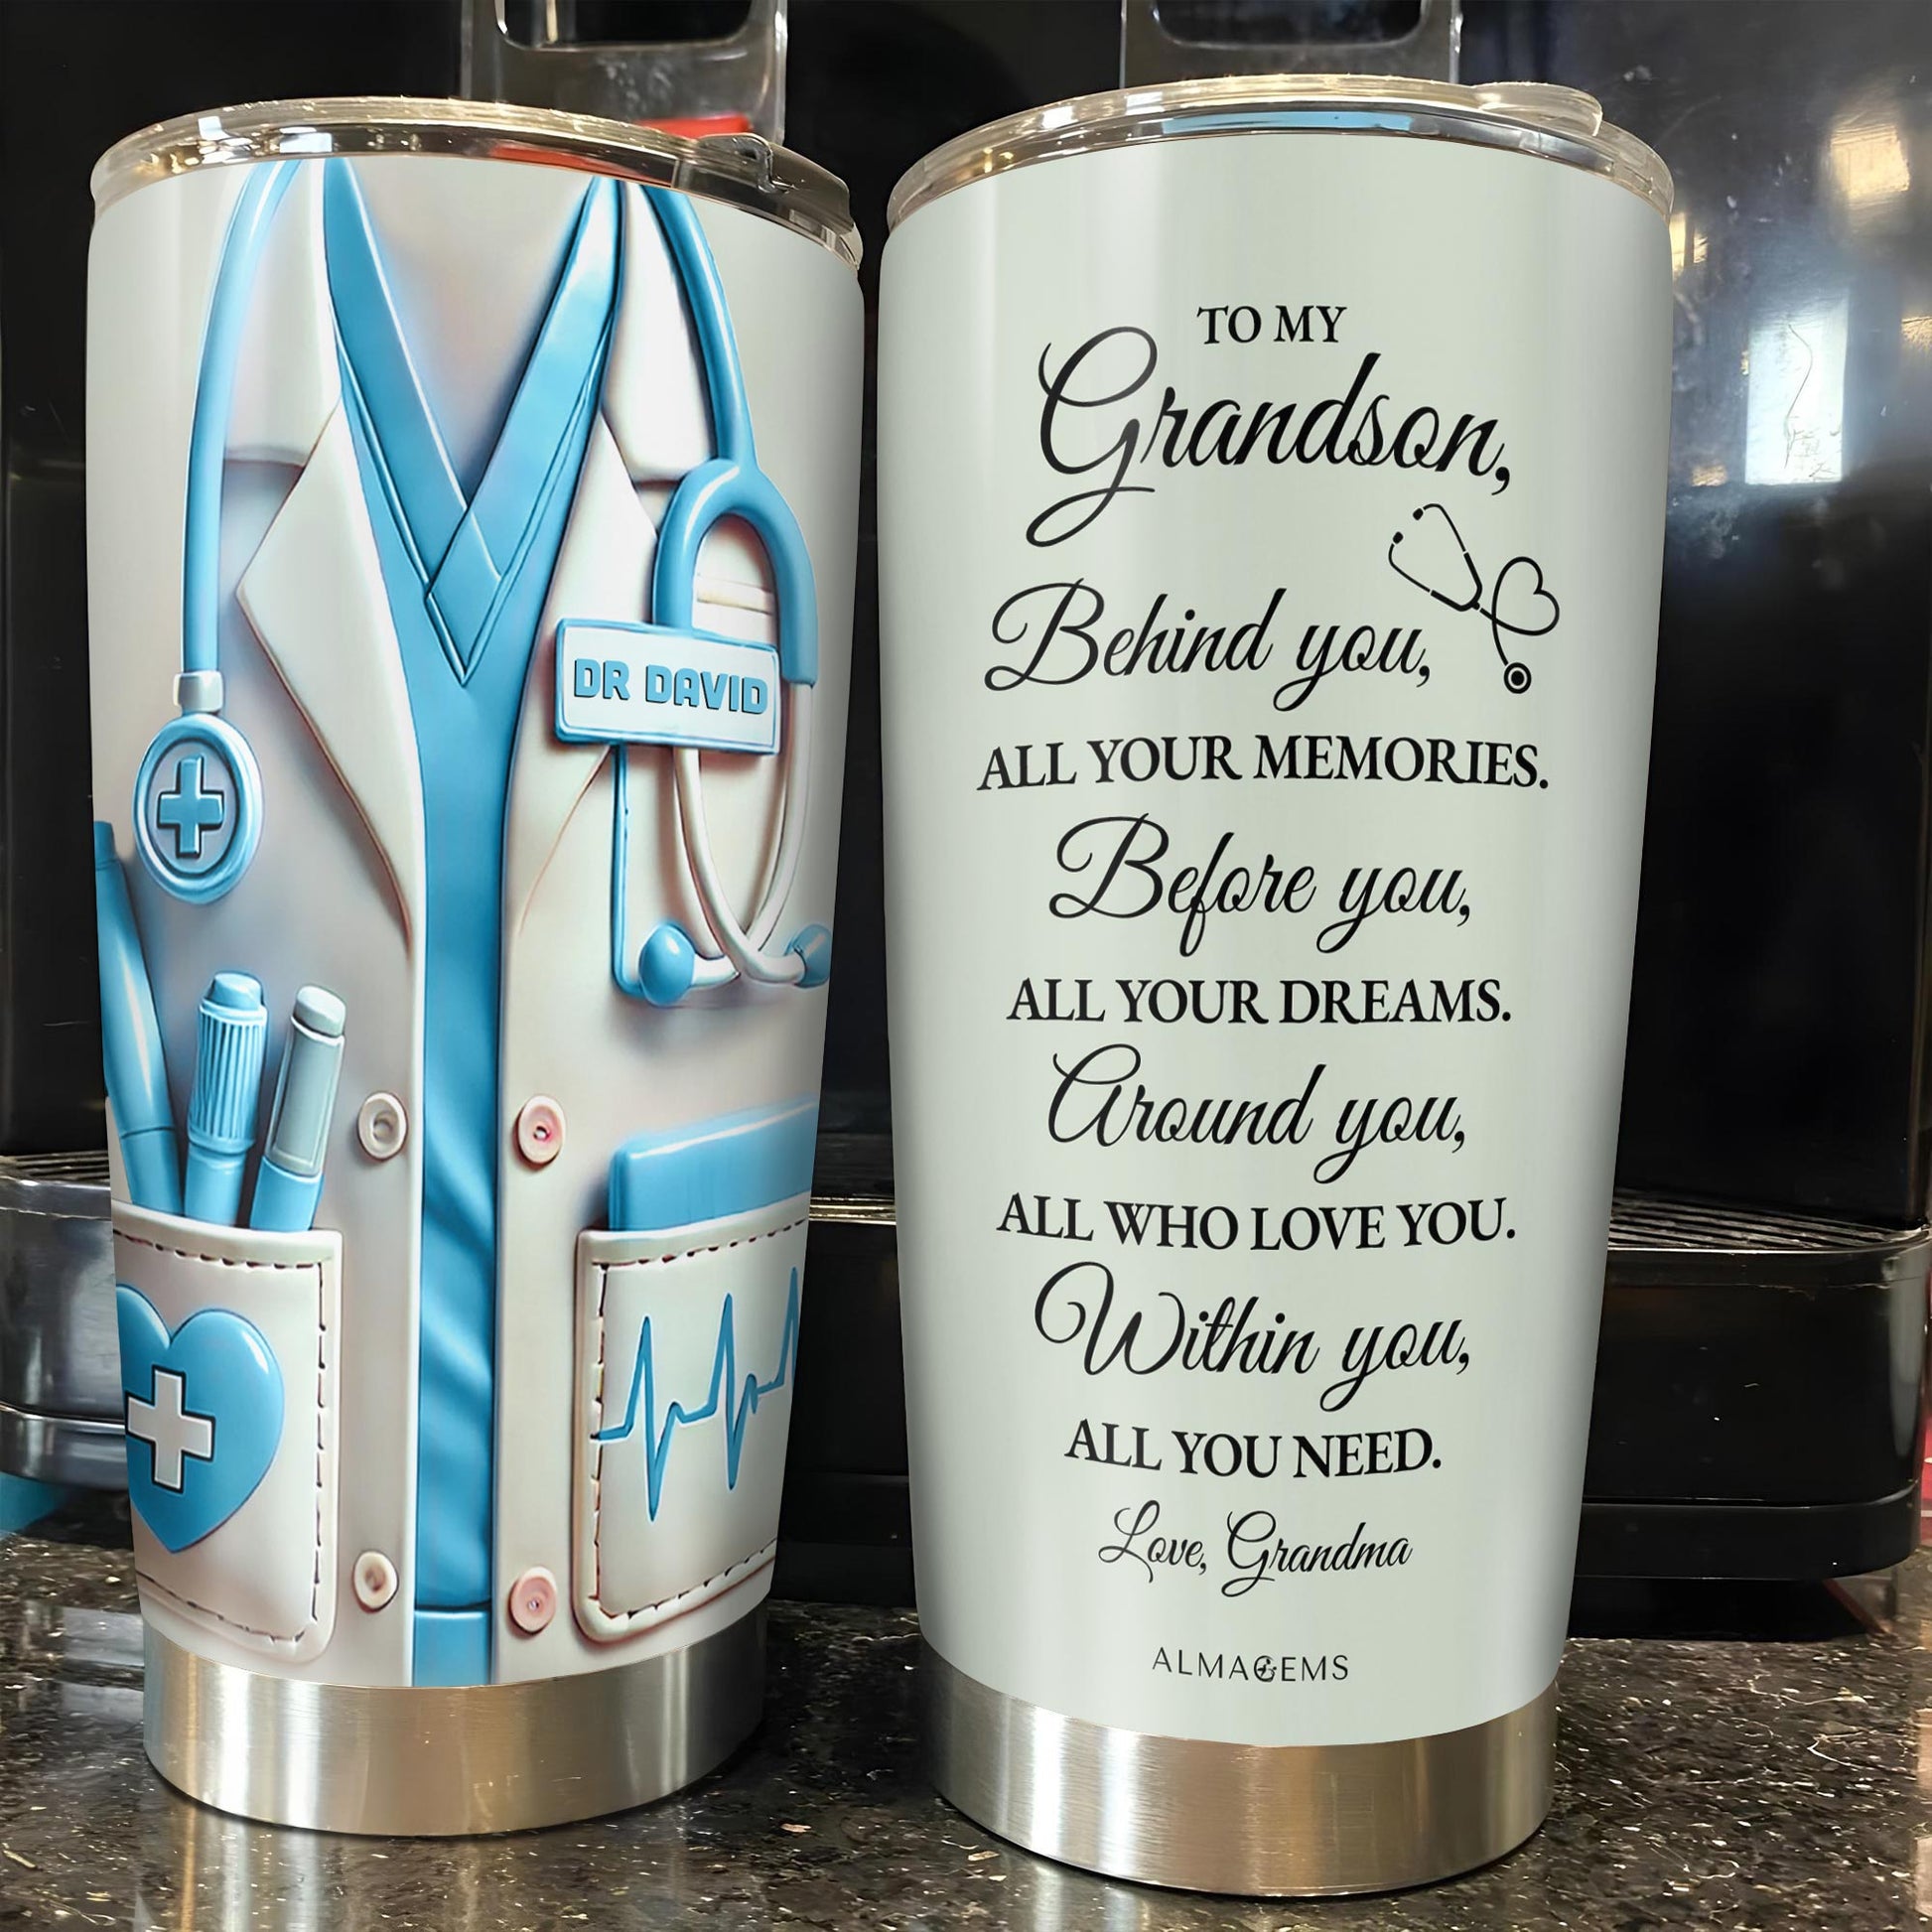 DR DAVID
TO MY
Grandson,
Behind you,
ALL YOUR MEMORIES.
Before you,
ALL YOUR DREAMS.
Around you,
ALL WHO LOVE YOU.
Within you,
ALL YOU NEED.
Love, Grandma
ALMAGEMS